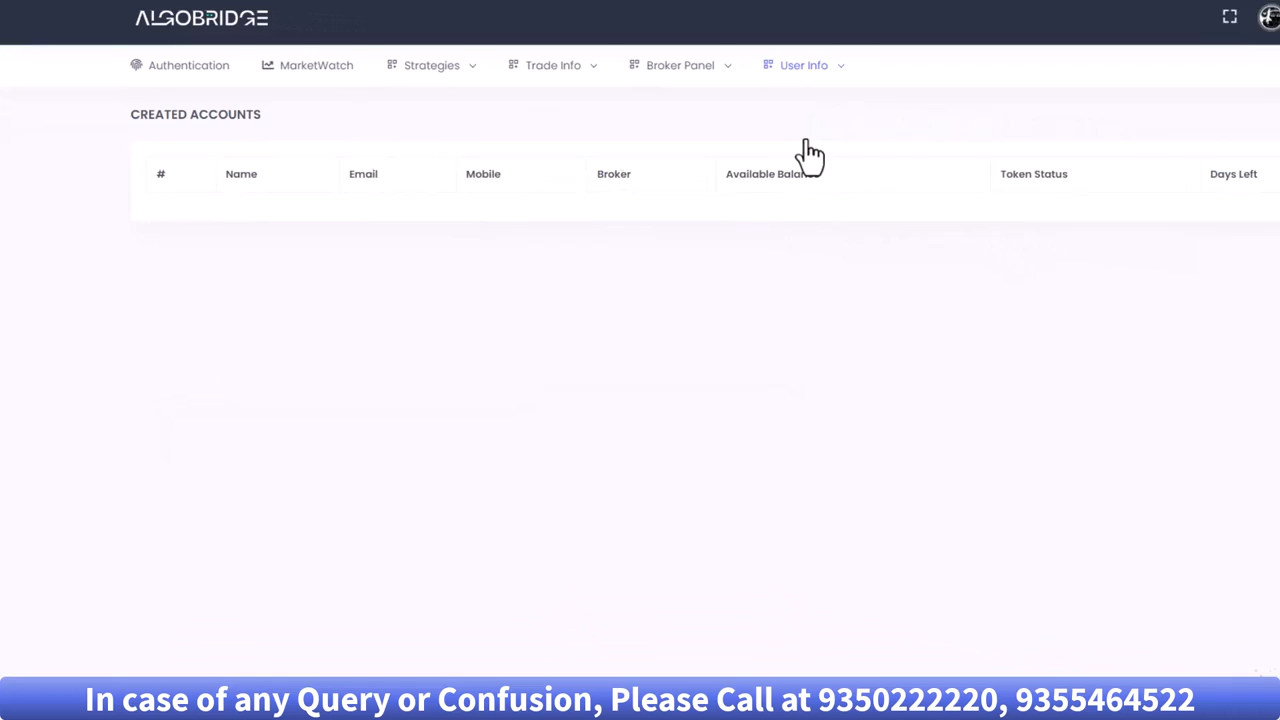 ALGOBRIDGE
Authentication MarketWatch Strategies Trade Info Broker Panel User Info
CREATED ACCOUNTS
# Name Email Mobile Broker Available Token Status Days Left
In case of any Query or Confusion, Please Call at 9350222220, 9355464522